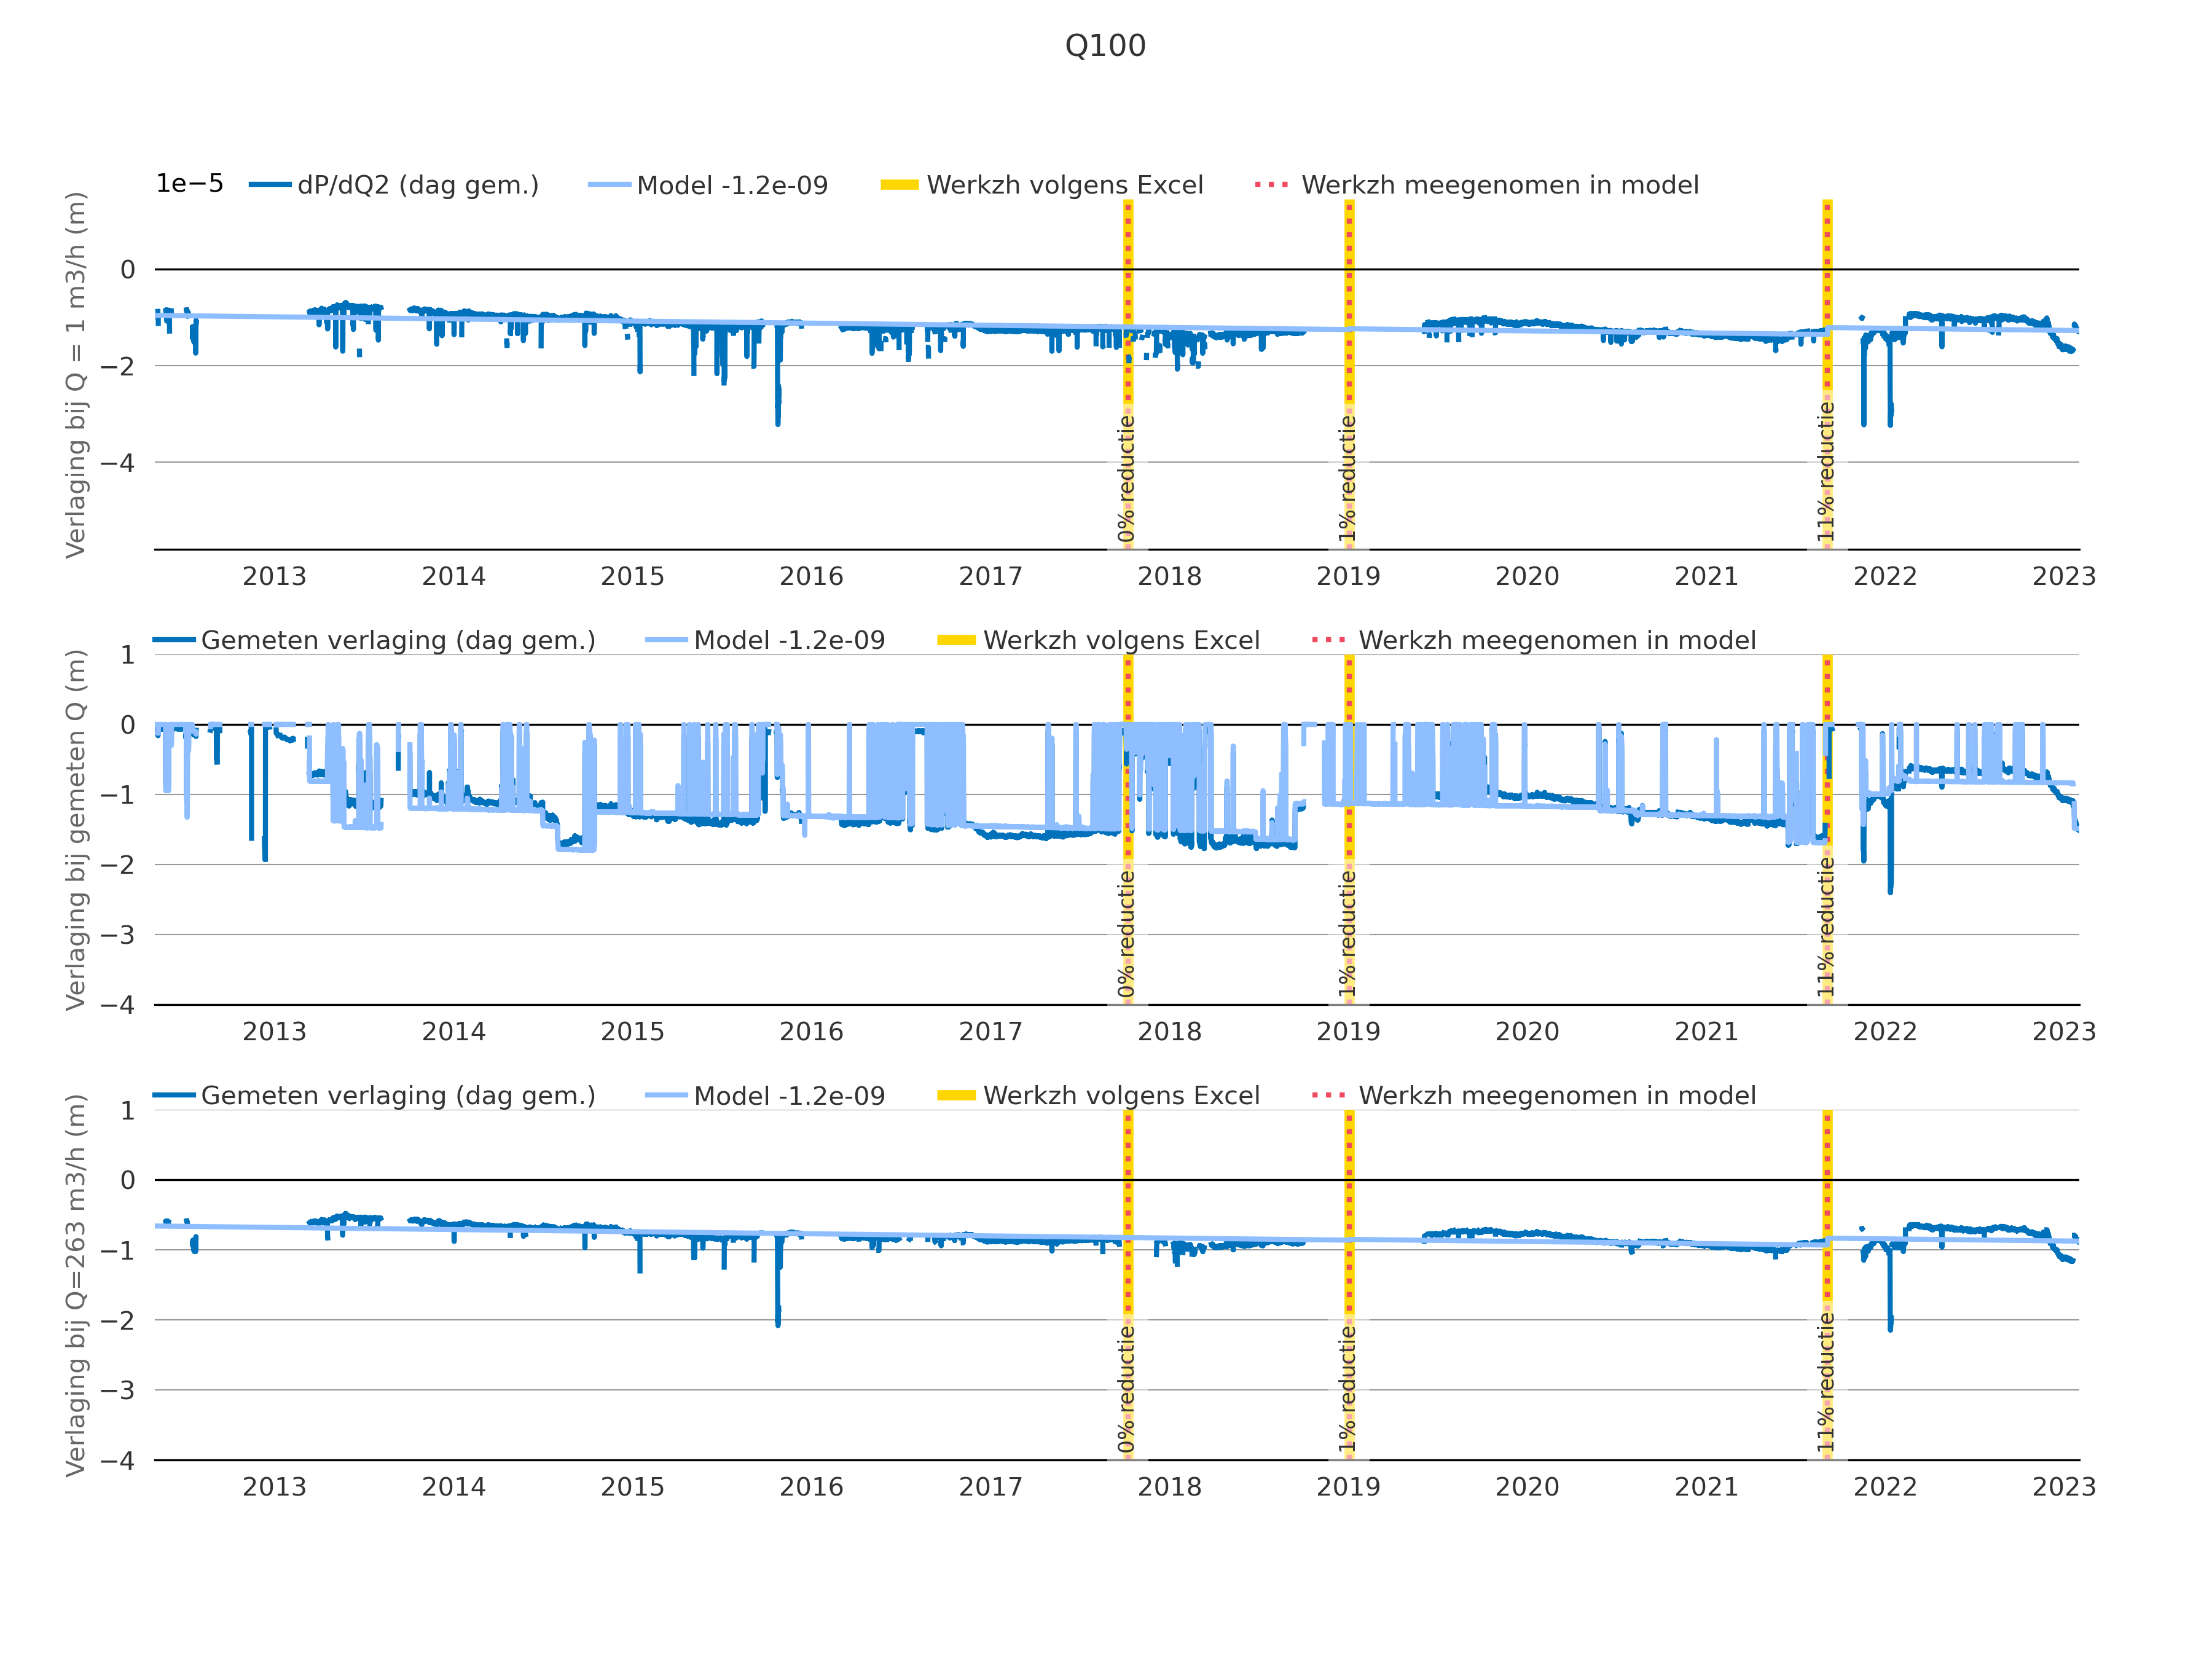 Q100
1e−5
dP/dQ2 (dag gem.) Model -1.2e-09 Werkzh volgens Excel Werkzh meegenomen in model
Verlaging bij Q = 1 m3/h (m)
0
−2
−4
0% reductie
1% reductie
11% reductie
2013 2014 2015 2016 2017 2018 2019 2020 2021 2022 2023
Gemeten verlaging (dag gem.) Model -1.2e-09 Werkzh volgens Excel Werkzh meegenomen in model
Verlaging bij gemeten Q (m)
1
0
−1
−2
−3
−4
0% reductie
1% reductie
11% reductie
2013 2014 2015 2016 2017 2018 2019 2020 2021 2022 2023
Gemeten verlaging (dag gem.) Model -1.2e-09 Werkzh volgens Excel Werkzh meegenomen in model
Verlaging bij Q=263 m3/h (m)
1
0
−1
−2
−3
−4
0% reductie
1% reductie
11% reductie
2013 2014 2015 2016 2017 2018 2019 2020 2021 2022 2023